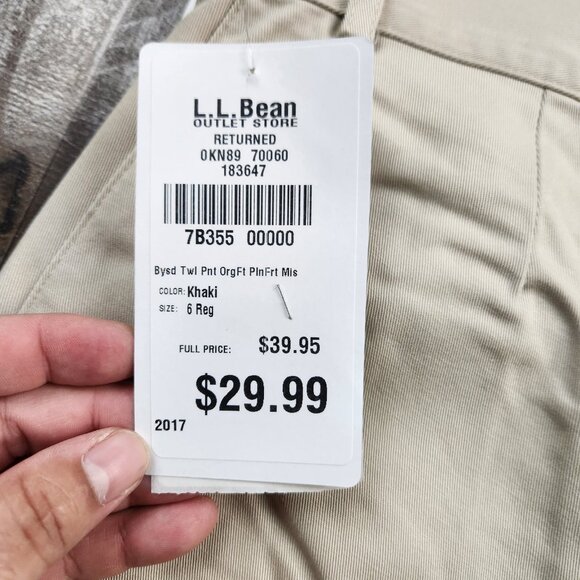 L.L.Bean
OUTLET STORE
RETURNED
0KN89 70060
183647
7B355 00000
Bysd Twl Pnt OrgFt PlnFrt Mis
COLOR: Khaki
SIZE: 6 Reg
FULL PRICE: $39.95
$29.99
2017